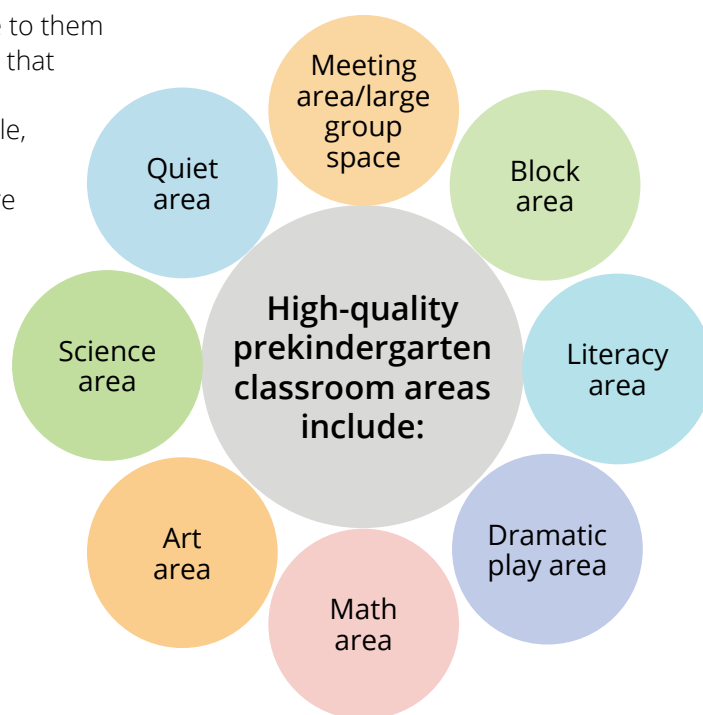 to them
that
Meeting
area/large
group
space
Quiet
area
Block
area
High-quality
prekindergarten
classroom areas
include:
Science
area
Literacy
area
Art
area
Dramatic
play area
Math
area